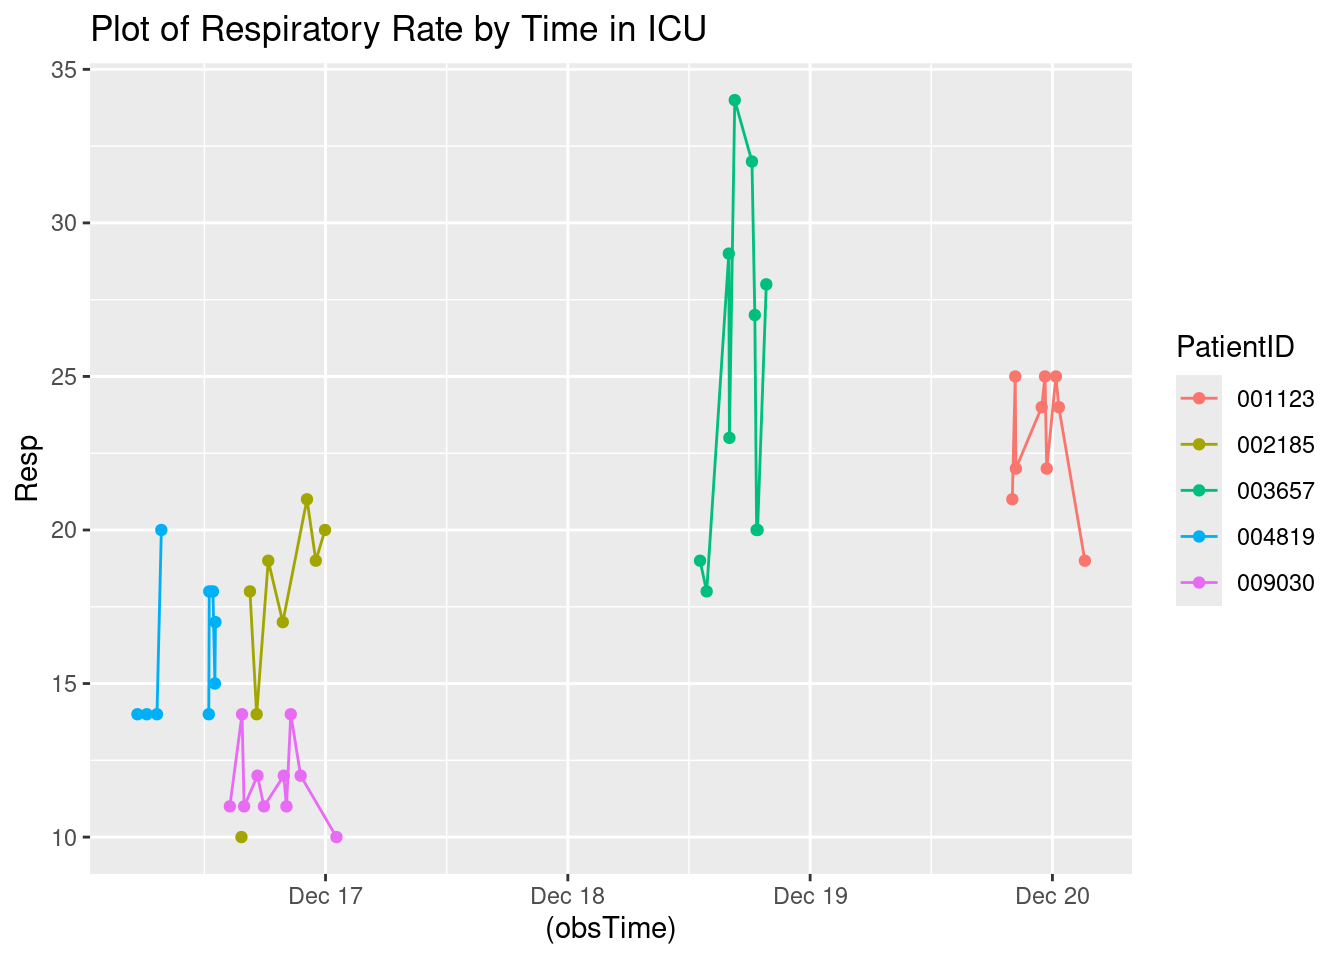 Plot of Respiratory Rate by Time in ICU
35
30
25
20
15
10
Resp
Dec 17
Dec 18
Dec 19
Dec 20
(obsTime)
PatientID
001123
002185
003657
004819
009030